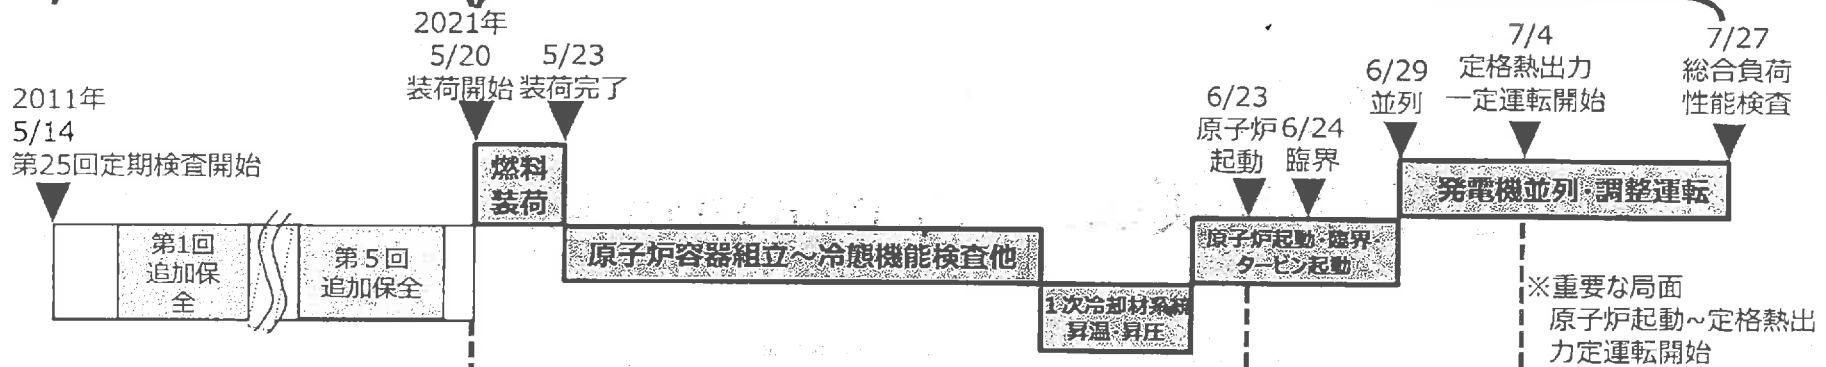 2011年
5/14
第25回定期検査開始
第1回
追加保
全
第5回
追加保全
2021年
5/20
装荷開始
5/23
装荷完了
燃料
装荷
原子炉容器組立～冷態機能検査他
1次冷却材系統
昇温・昇圧
6/23
原子炉
起動
6/24
臨界
原子炉起動・臨界・
タービン起動
6/29
並列
7/4
定格熱出力
一定運転開始
7/27
総合負荷
性能検査
発電機並列・調整運転
※重要な局面
原子炉起動~定格熱出
力定運転開始